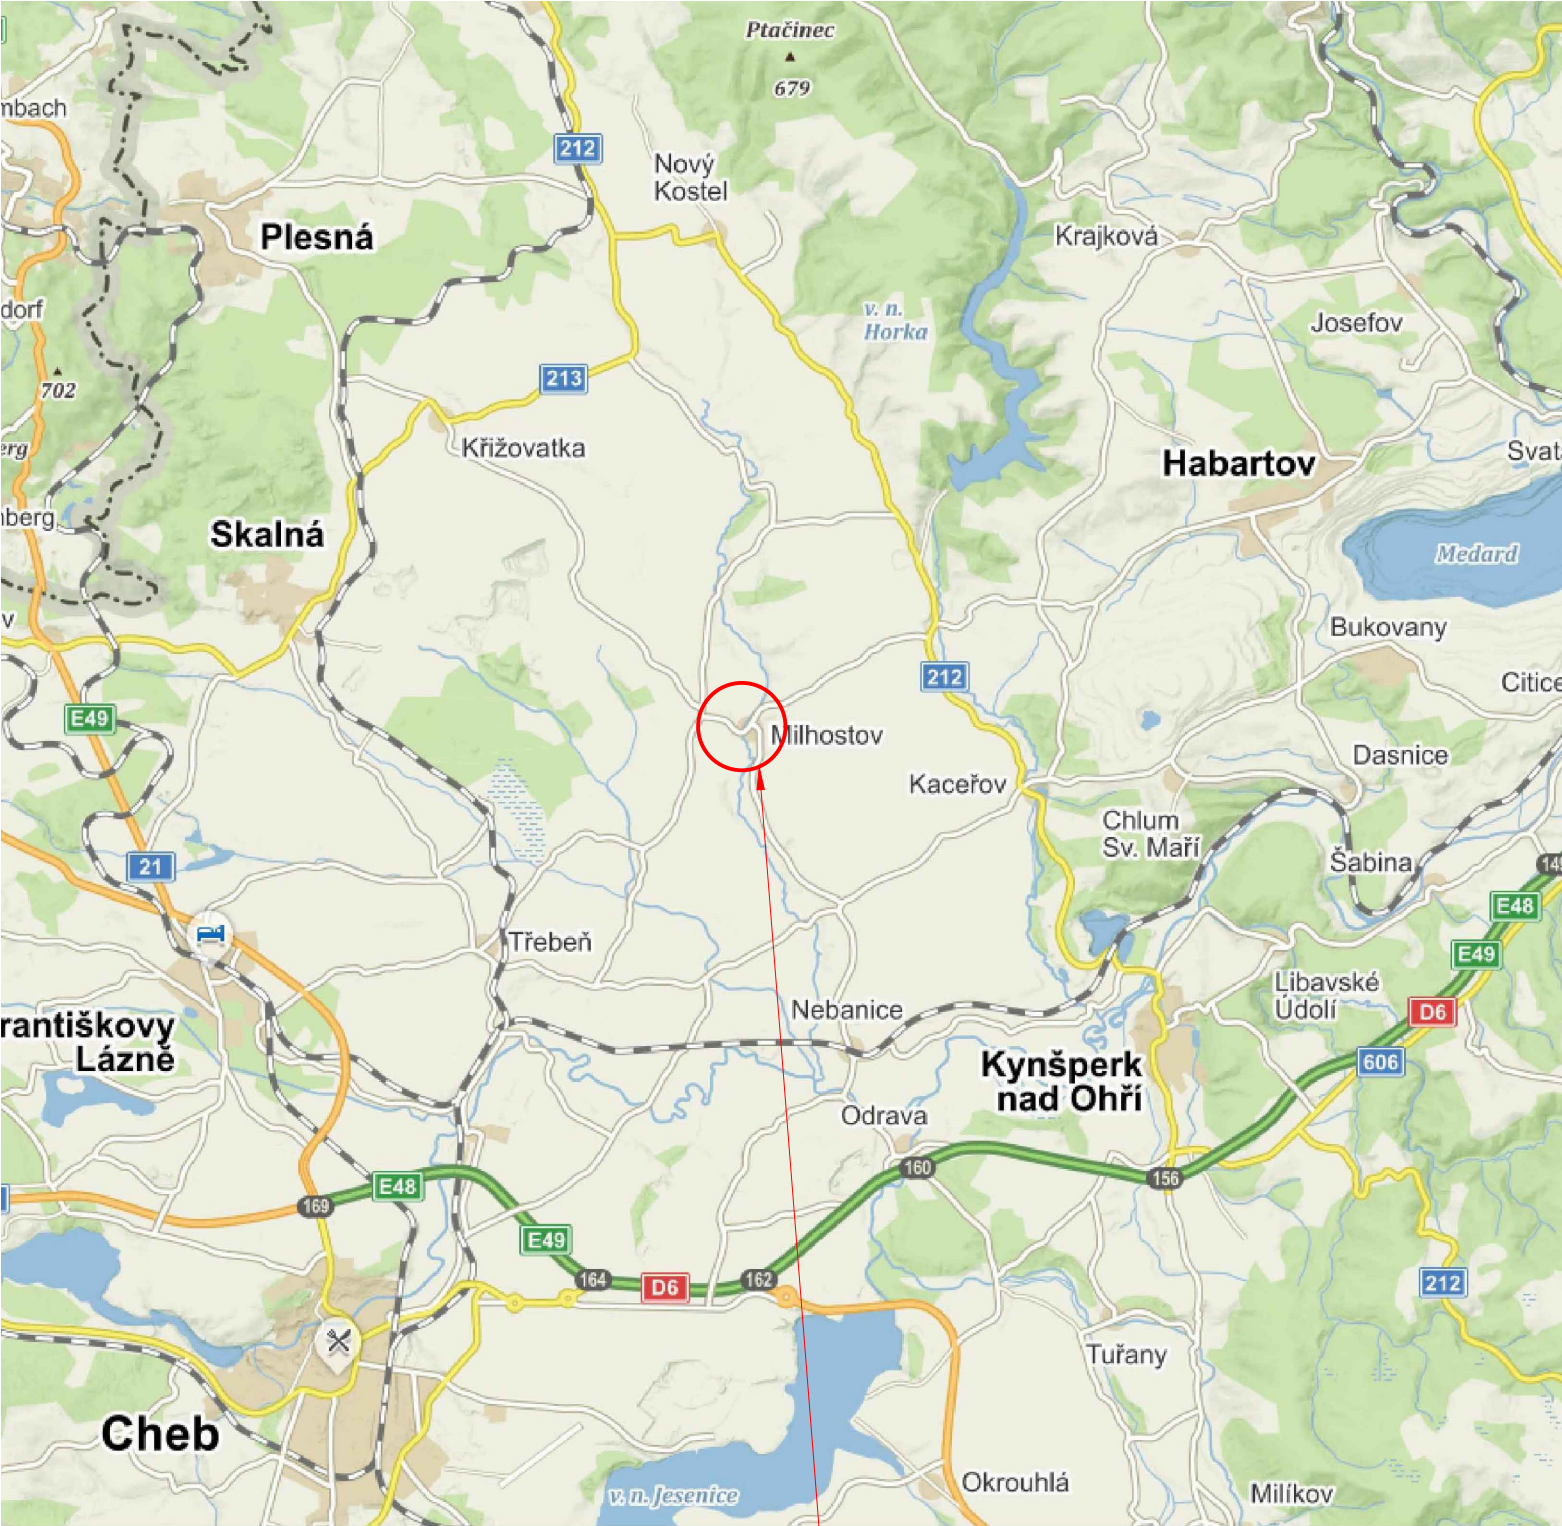 Ptačinec
679
mbach
212
Nový
Kostel
Plesná
Krajková
dorf
v. n.
Horka
Josefov
702
213
erg
Křižovatka
Habartov
Svat
nberg
Skalná
Medard
v
Bukovany
212
Citice
E49
Milhostov
Dasnice
Kaceřov
Chlum
Sv. Maří
21
Šabina
E48
Třebeň
E49
Libavské
Údolí
Nebanice
D6
rantiškovy
Lázně
606
Kynšperk
nad Ohří
Odrava
160
156
E48
169
E49
164
D6
162
212
Tuřany
Cheb
v. n. Jesenice
Okrouhlá
Milíkov